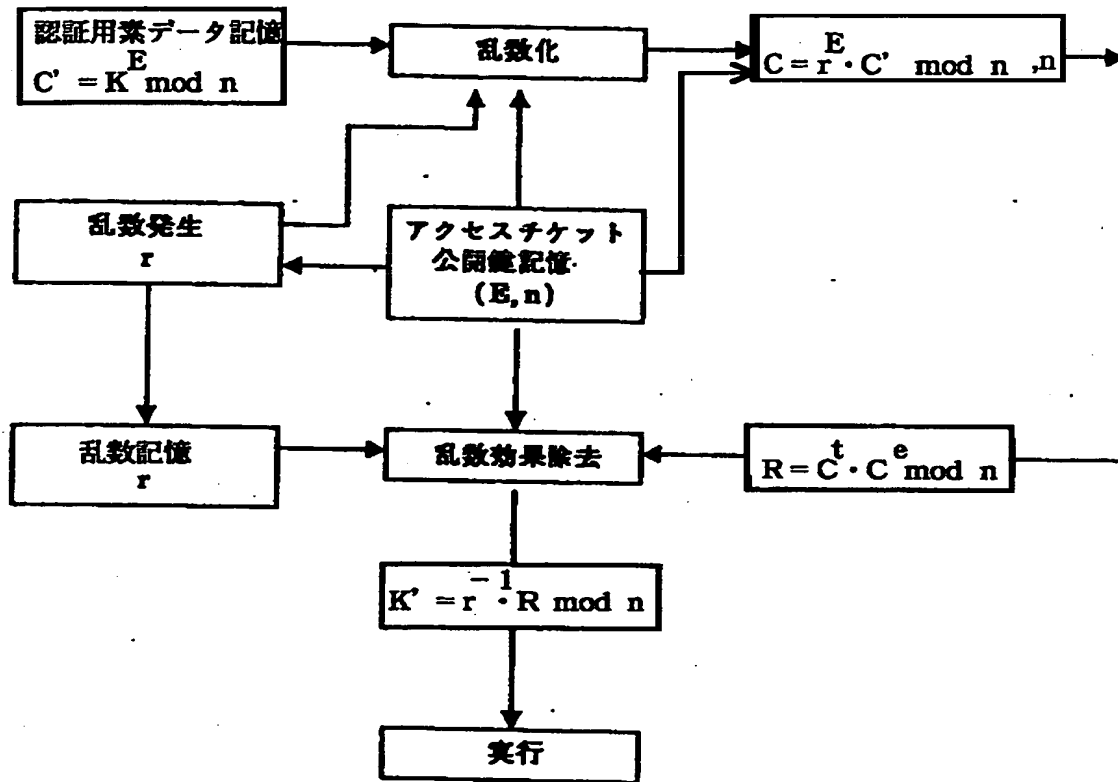 認証用素データ記憶
C' = K^E mod n
乱数化
C = r^E · C' mod n ,n
乱数発生
r
アクセスチケット
公開鍵記憶
(E,n)
乱数記憶
r
乱数効果除去
R = C^t · C^e mod n
K' = r^-1 · R mod n
実行